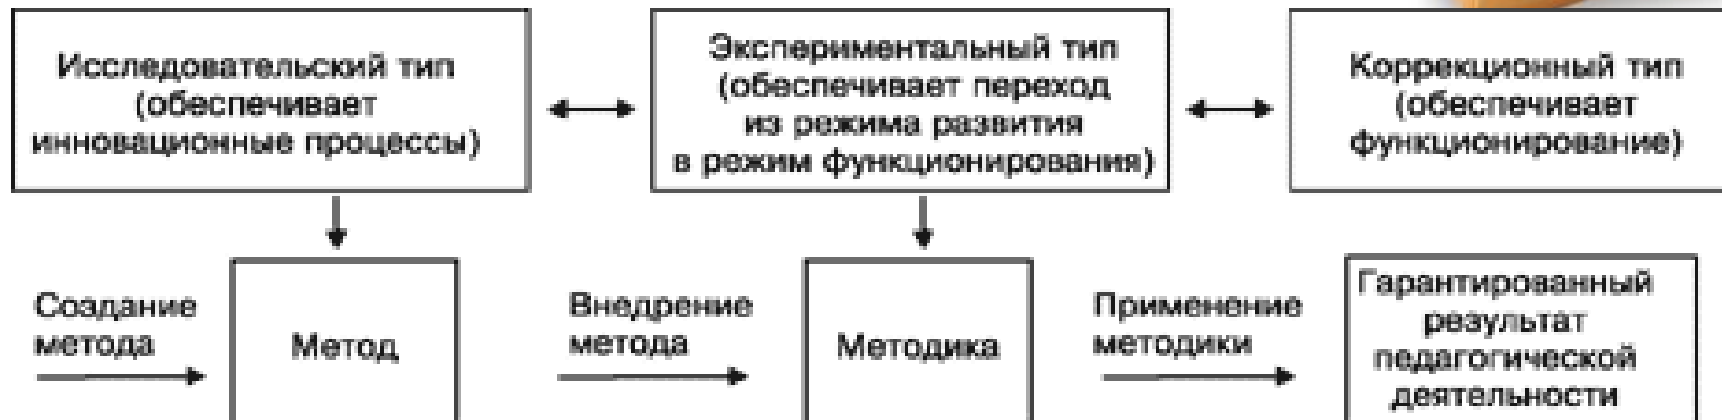 Исследовательский тип
(обеспечивает
инновационные процессы)
Экспериментальный тип
(обеспечивает переход
из режима развития
в режим функционирования)
Коррекционный тип
(обеспечивает
функционирование)
Создание
метода
Метод
Внедрение
метода
Методика
Применение
методики
Гарантированный
результат
педагогической
деятельности